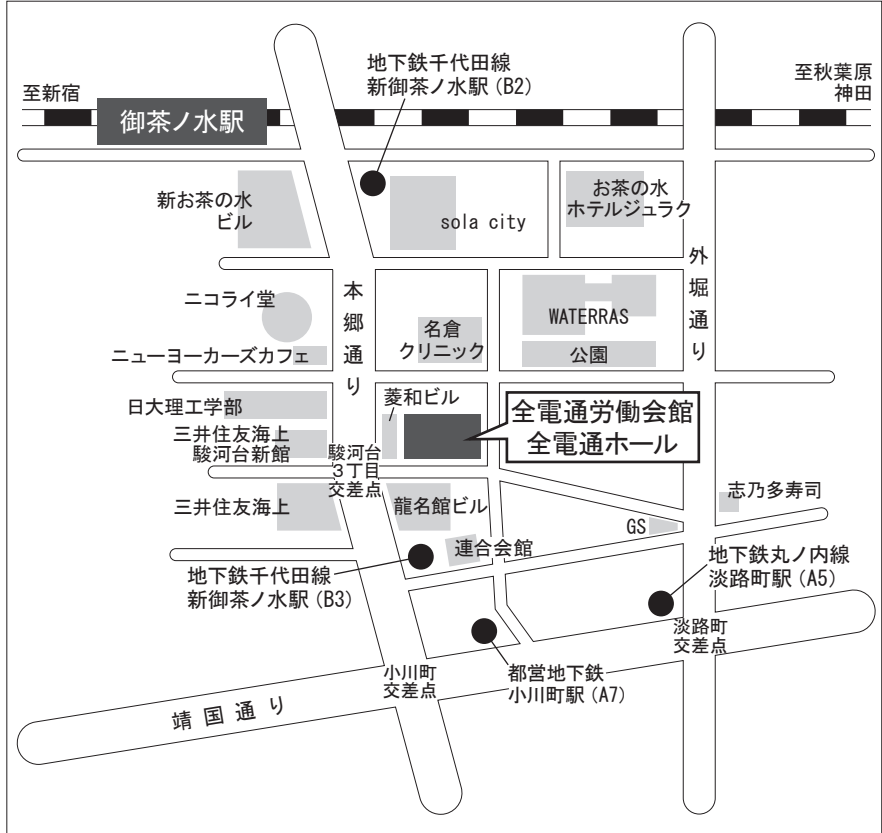 地下鉄千代田線
新御茶ノ水駅(B2)
至新宿
至秋葉原
神田
御茶ノ水駅
新お茶の水
ビル
sola city
お茶の水
ホテルジュラク
外堀通り
ニコライ堂
本郷通り
名倉
クリニック
WATERRAS
公園
ニューヨーカーズカフェ
日大理工学部
菱和ビル
全電通労働会館
全電通ホール
三井住友海上
駿河台新館
駿河台
3丁目
交差点
三井住友海上
龍名館ビル
志乃多寿司
GS
連合会館
地下鉄千代田線
新御茶ノ水駅(B3)
地下鉄丸ノ内線
淡路町駅(A5)
淡路町
交差点
小川町
交差点
都営地下鉄
小川町駅(A7)
靖国通り